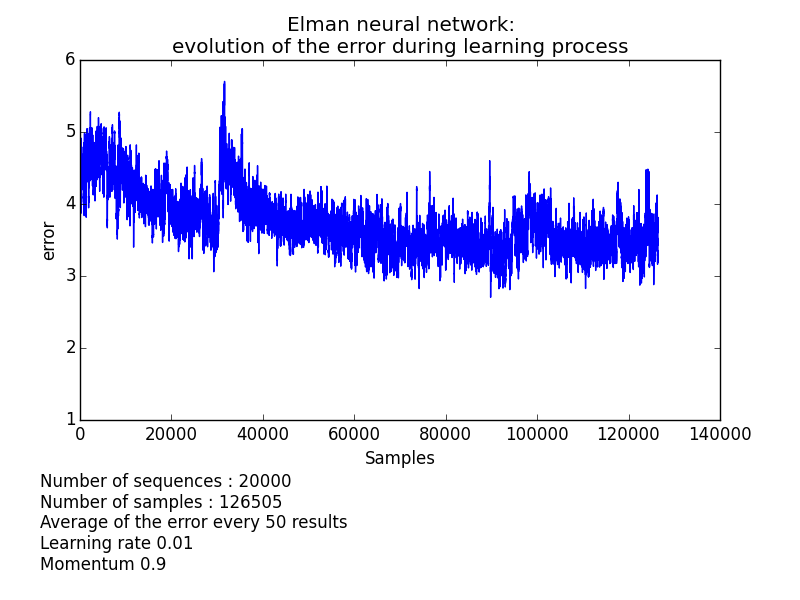 Elman neural network:
evolution of the error during learning process
6
5
4
3
2
1
error
0 20000 40000 60000 80000 100000 120000 140000
Samples
Number of sequences : 20000
Number of samples : 126505
Average of the error every 50 results
Learning rate 0.01
Momentum 0.9